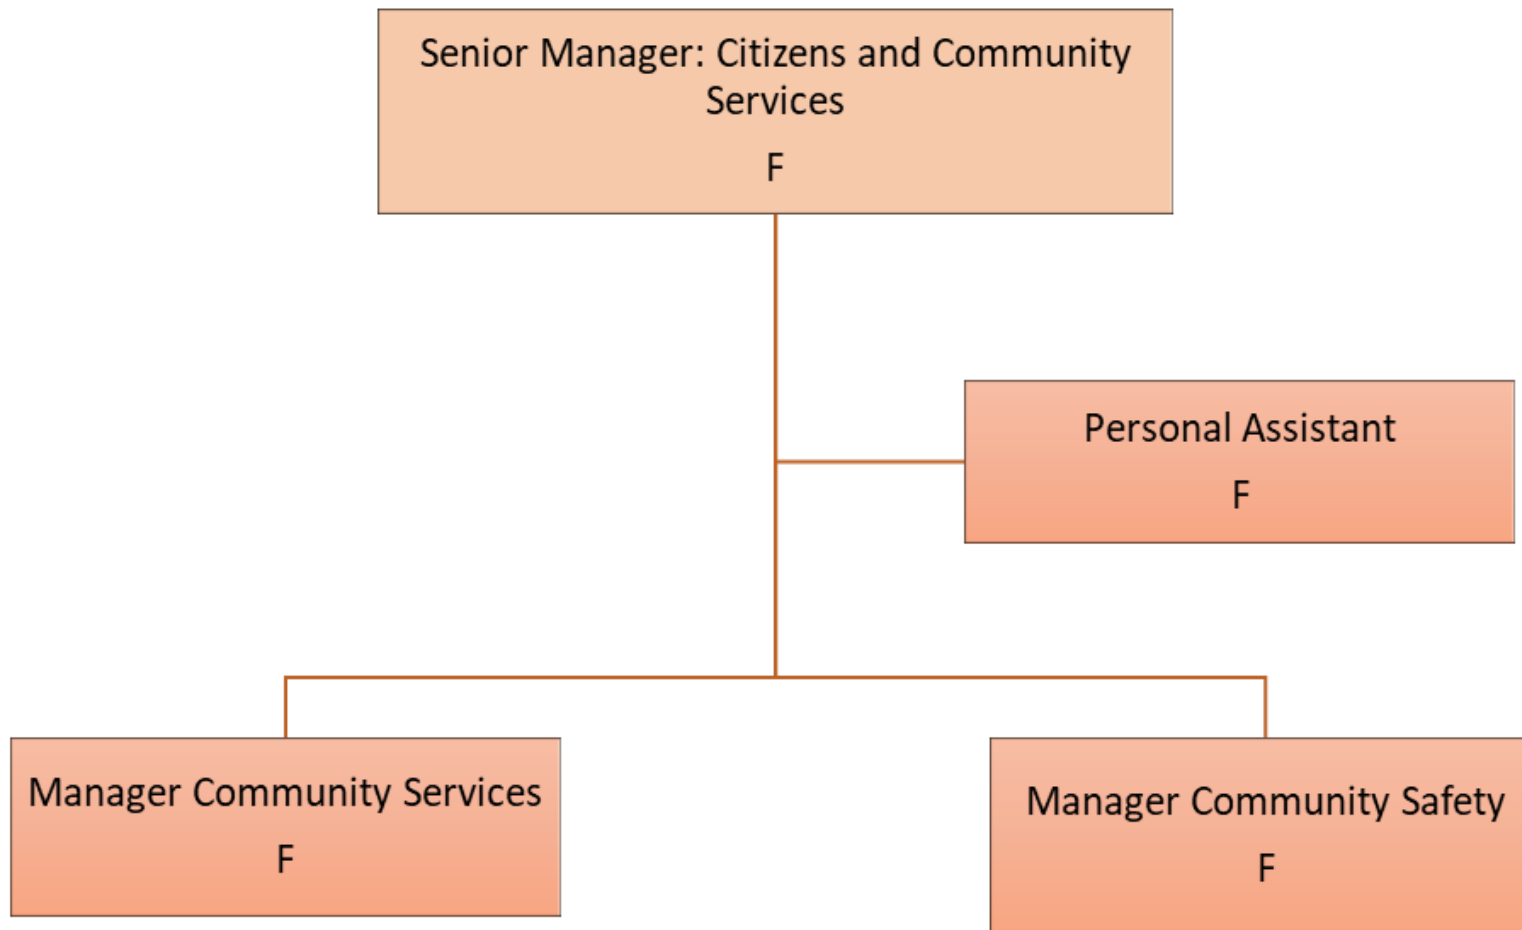 Senior Manager: Citizens and Community
Services
F
Personal Assistant
F
Manager Community Services
F
Manager Community Safety
F